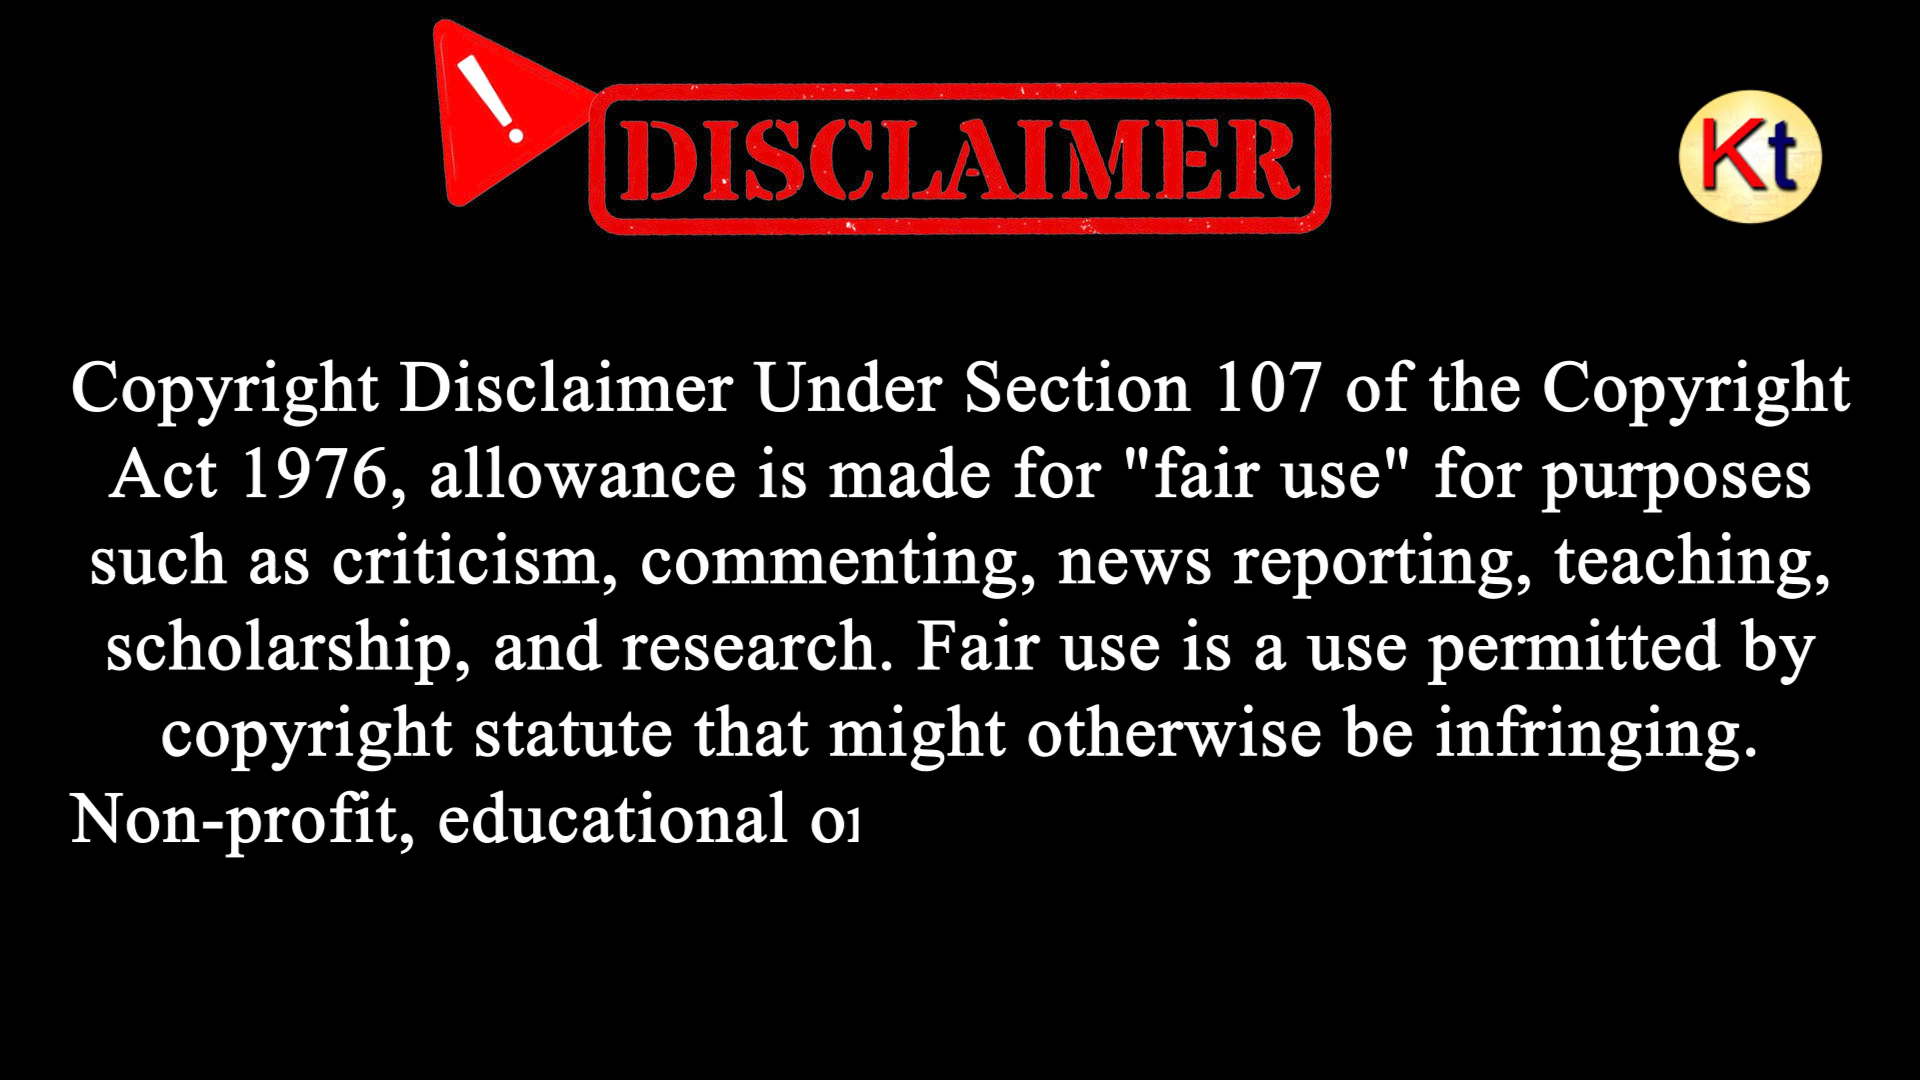 !
DISCLAIMER
Kt
Copyright Disclaimer Under Section 107 of the Copyright
Act 1976, allowance is made for "fair use" for purposes
such as criticism, commenting, news reporting, teaching,
scholarship, and research. Fair use is a use permitted by
copyright statute that might otherwise be infringing.
Non-profit, educational